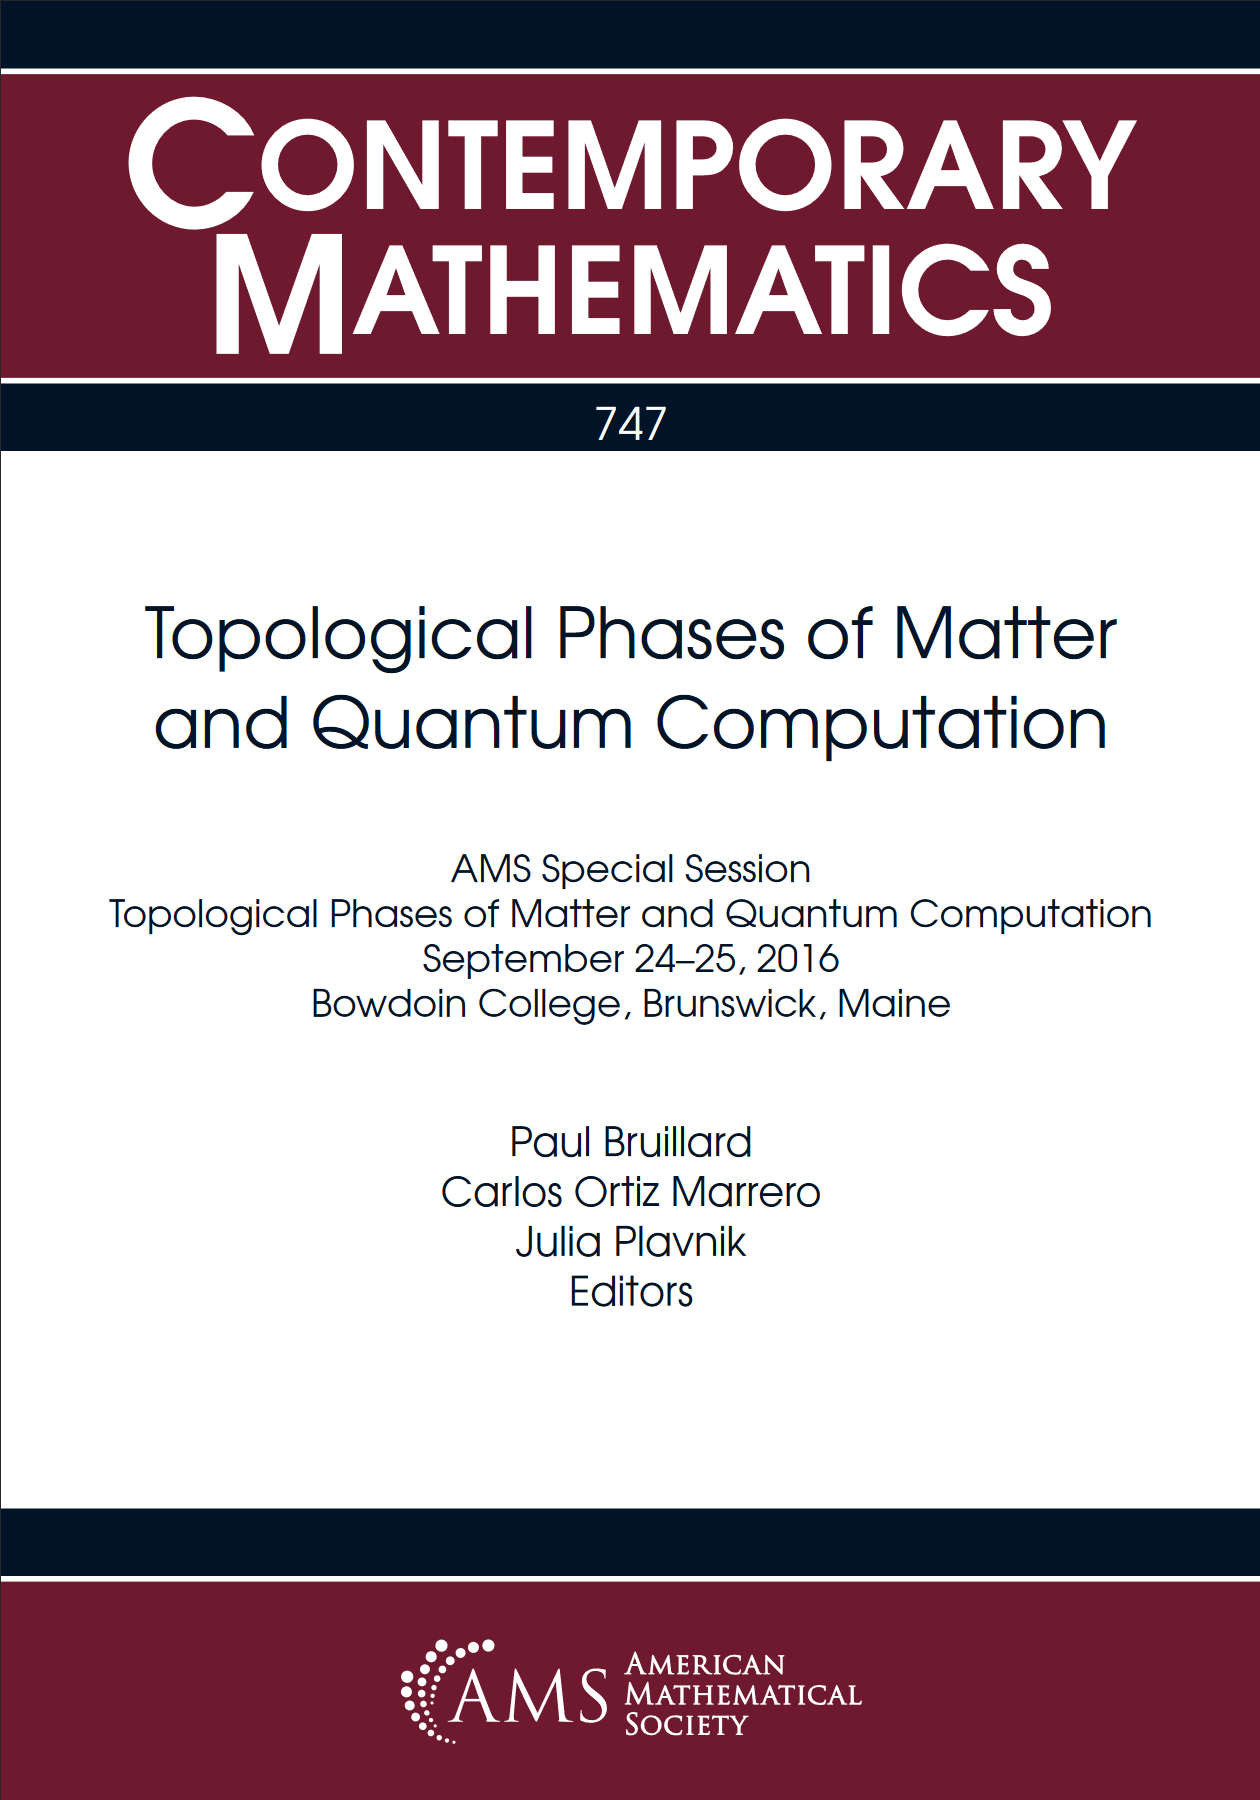 CONTEMPORARY
MATHEMATICS
747
Topological Phases of Matter
and Quantum Computation
AMS Special Session
Topological Phases of Matter and Quantum Computation
September 24–25, 2016
Bowdoin College, Brunswick, Maine
Paul Bruillard
Carlos Ortiz Marrero
Julia Plavnik
Editors
AMS
AMERICAN
MATHEMATICAL
SOCIETY